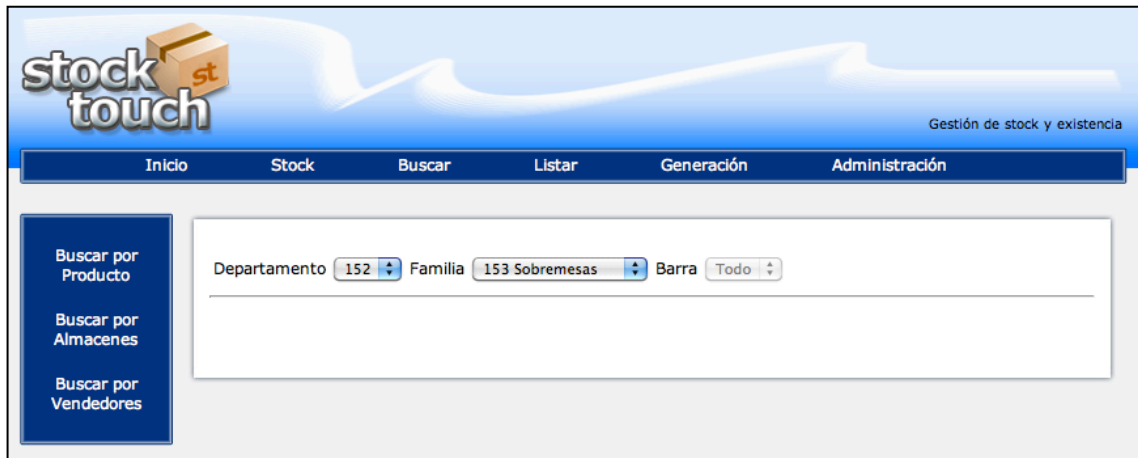 stock
st
touch
Gestión de stock y existencia
Inicio Stock Buscar Listar Generación Administración
Buscar por
Producto
Buscar por
Almacenes
Buscar por
Vendedores
Departamento 152 Familia 153 Sobremesas Barra Todo